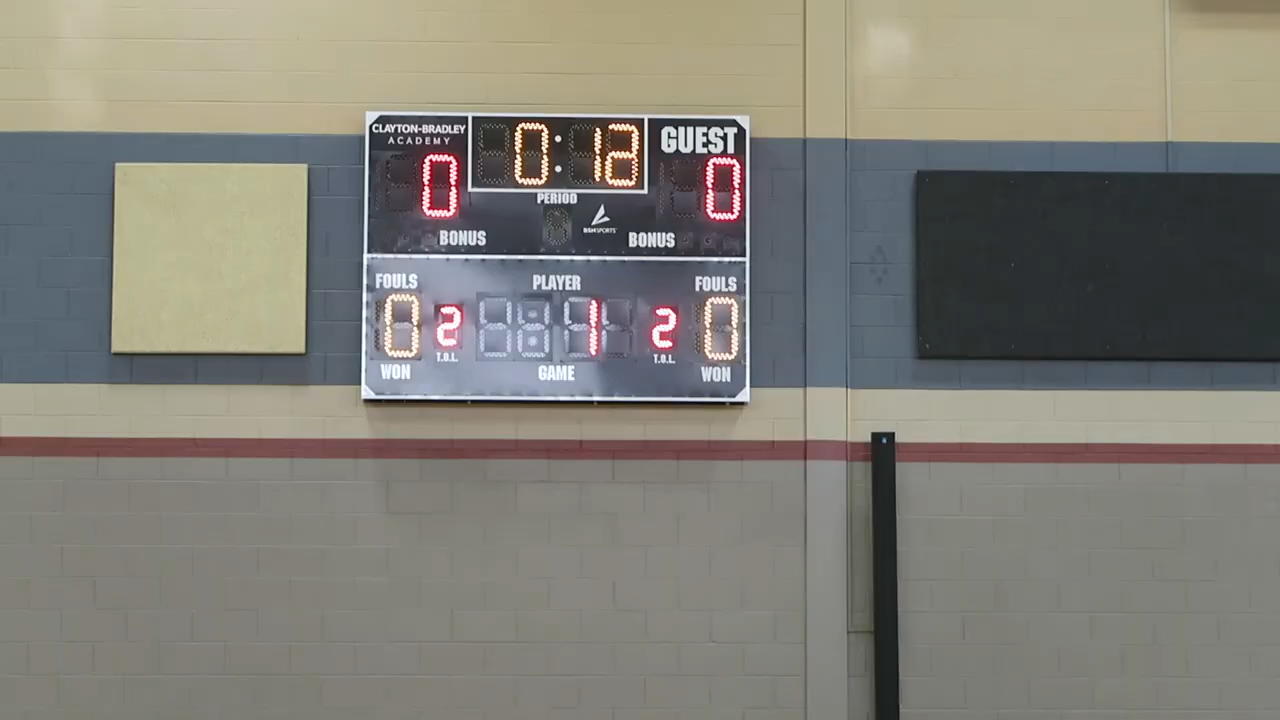 CLAYTON-BRADLEY
ACADEMY
0:12
GUEST
0
0
PERIOD
BSN SPORTS
BONUS
BONUS
FOULS
PLAYER
FOULS
0
2
1
2
0
T.O.L.
T.O.L.
WON
GAME
WON